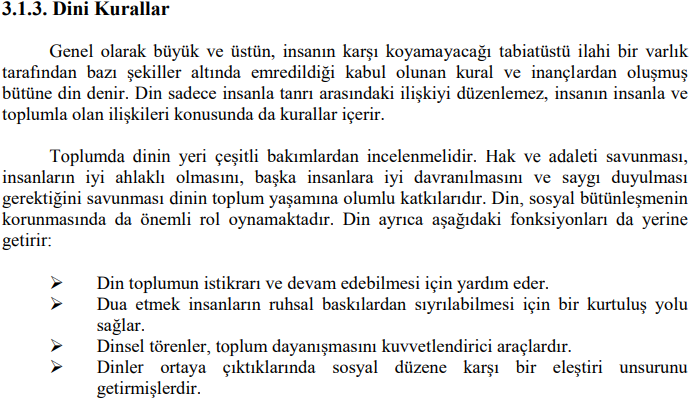 3.1.3. Dini Kurallar
Genel olarak büyük ve üstün, insanın karşı koyamayacağı tabiatüstü ilahi bir varlık
tarafından bazı şekiller altında emredildiği kabul olunan kural ve inançlardan oluşmuş
bütüne din denir. Din sadece insanla tanrı arasındaki ilişkiyi düzenlemez, insanın insanla ve
toplumla olan ilişkileri konusunda da kurallar içerir.
Toplumda dinin yeri çeşitli bakımlardan incelenmelidir. Hak ve adaleti savunması,
insanların iyi ahlaklı olmasını, başka insanlara iyi davranılmasını ve saygı duyulması
gerektiğini savunması dinin toplum yaşamına olumlu katkılarıdır. Din, sosyal bütünleşmenin
korunmasında da önemli rol oynamaktadır. Din ayrıca aşağıdaki fonksiyonları da yerine
getirir:
➢ Din toplumun istikrarı ve devam edebilmesi için yardım eder.
➢ Dua etmek insanların ruhsal baskılardan sıyrılabilmesi için bir kurtuluş yolu
sağlar.
➢ Dinsel törenler, toplum dayanışmasını kuvvetlendirici araçlardır.
➢ Dinler ortaya çıktıklarında sosyal düzene karşı bir eleştiri unsurunu
getirmişlerdir.